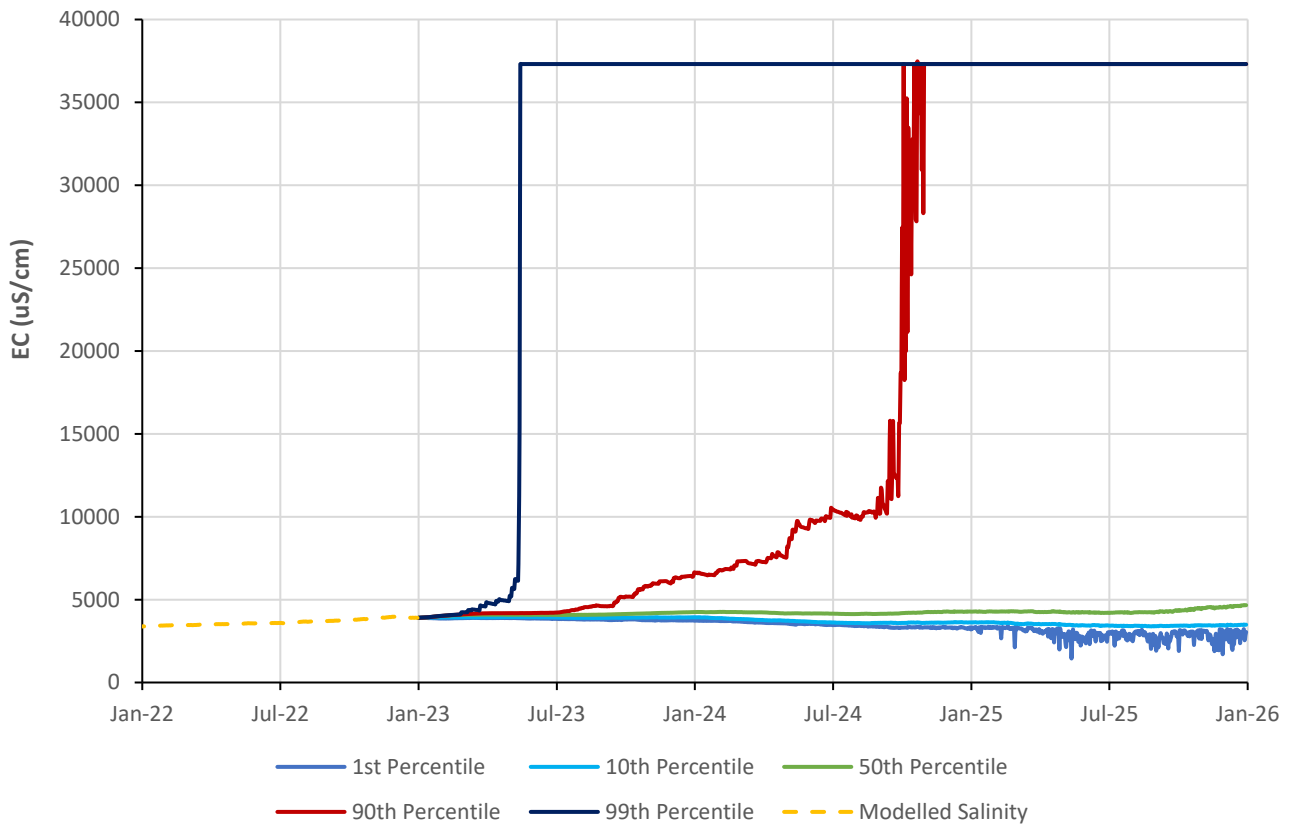 40000
35000
30000
25000
20000
15000
10000
5000
0
EC (uS/cm)
Jan-22 Jul-22 Jan-23 Jul-23 Jan-24 Jul-24 Jan-25 Jul-25 Jan-26
1st Percentile 10th Percentile 50th Percentile
90th Percentile 99th Percentile Modelled Salinity